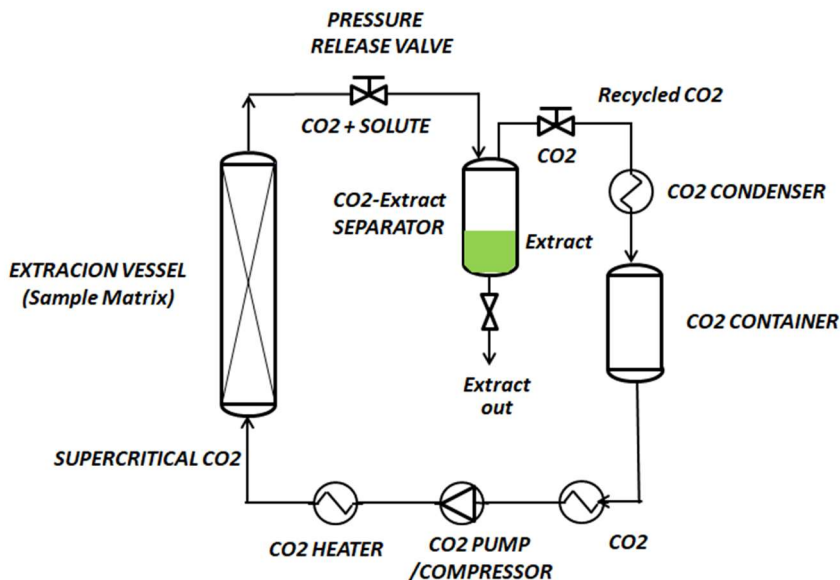 PRESSURE
RELEASE VALVE
CO2 + SOLUTE
Recycled CO2
CO2
CO2-Extract
SEPARATOR
CO2 CONDENSER
Extract
EXTRACION VESSEL
(Sample Matrix)
CO2 CONTAINER
Extract
out
SUPERCRITICAL CO2
CO2 HEATER
CO2 PUMP
/COMPRESSOR
CO2